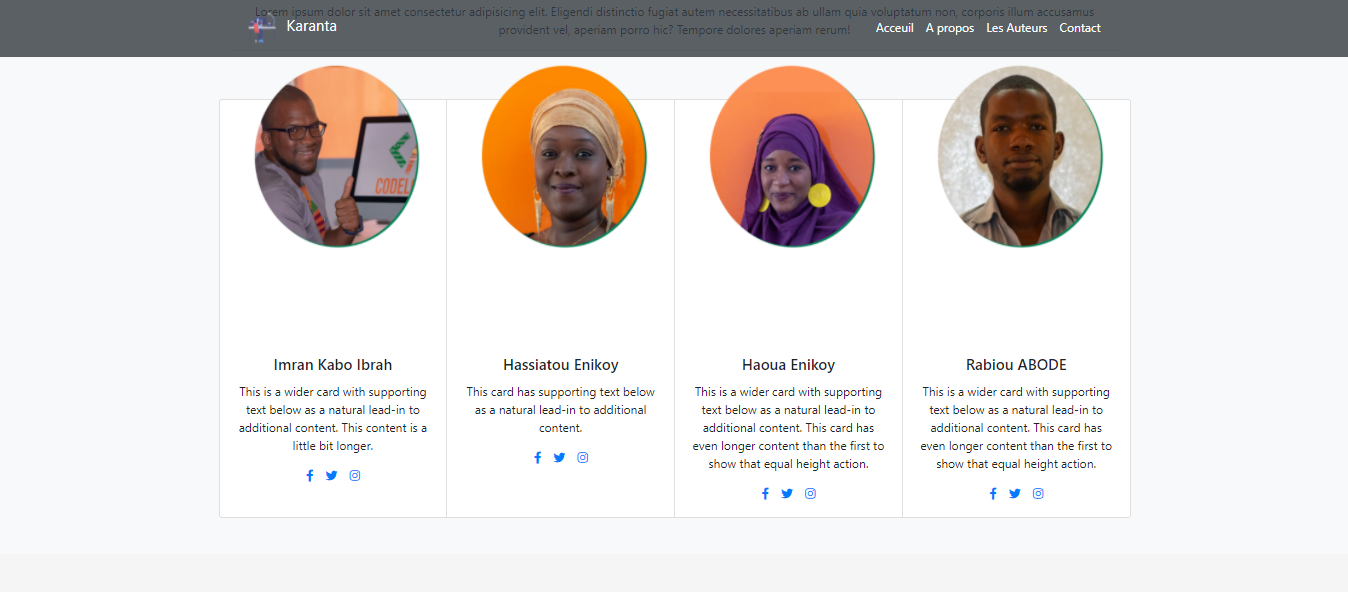 Lorem ipsum dolor sit amet consectetur adipisicing elit. Eligendi distinctio fugiat autem necessitatibus ab ullam quia voluptatum non, corporis illum accusamus
provident vel, aperiam porro hic? Tempore dolores aperiam rerum!
Karanta
Acceuil A propos Les Auteurs Contact
CODEL
Imran Kabo Ibrah
This is a wider card with supporting
text below as a natural lead-in to
additional content. This content is a
little bit longer.
Hassiatou Enikoy
This card has supporting text below
as a natural lead-in to additional
content.
Haoua Enikoy
This is a wider card with supporting
text below as a natural lead-in to
additional content. This card has
even longer content than the first to
show that equal height action.
Rabiou ABODE
This is a wider card with supporting
text below as a natural lead-in to
additional content. This card has
even longer content than the first to
show that equal height action.